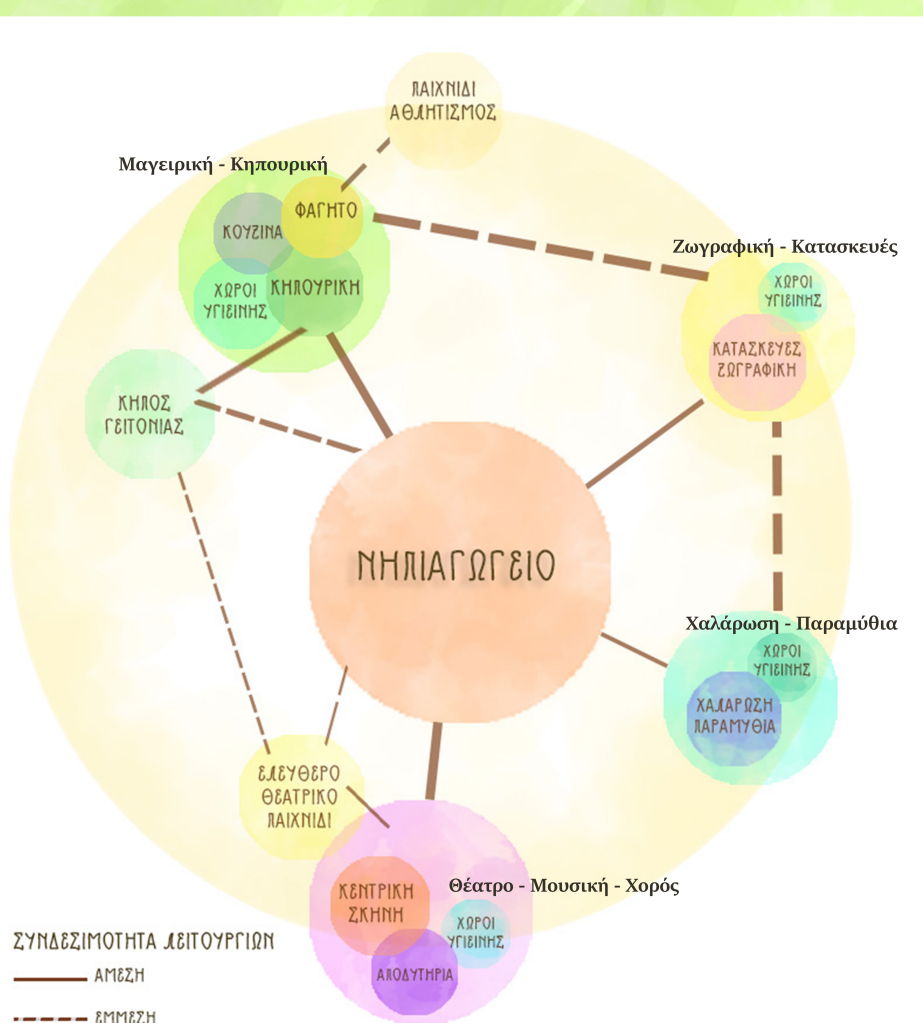 ΠΑΙΧΝΙΔΙ
ΑΘΛΗΤΙΣΜΟΣ
Μαγειρική - Κηπουρική
ΦΑΓΗΤΟ
ΚΟΥΖΙΝΑ
ΧΩΡΟΙ
ΥΓΙΕΙΝΗΣ
ΚΗΠΟΥΡΙΚΗ
Ζωγραφική - Κατασκευές
ΧΩΡΟΙ
ΥΓΙΕΙΝΗΣ
ΚΑΤΑΣΚΕΥΕΣ
ΖΩΓΡΑΦΙΚΗ
ΚΗΠΟΣ
ΓΕΙΤΟΝΙΑΣ
ΝΗΠΙΑΓΩΓΕΙΟ
Χαλάρωση - Παραμύθια
ΧΩΡΟΙ
ΥΓΙΕΙΝΗΣ
ΧΑΛΑΡΩΣΗ
ΠΑΡΑΜΥΘΙΑ
ΕΛΕΥΘΕΡΟ
ΘΕΑΤΡΙΚΟ
ΠΑΙΧΝΙΔΙ
Θέατρο - Μουσική - Χορός
ΚΕΝΤΡΙΚΗ
ΣΚΗΝΗ
ΧΩΡΟΙ
ΥΓΙΕΙΝΗΣ
ΑΠΟΔΥΤΗΡΙΑ
ΣΥΝΔΕΣΙΜΟΤΗΤΑ ΛΕΙΤΟΥΡΓΙΩΝ
ΑΜΕΣΗ
ΕΜΜΕΣΗ